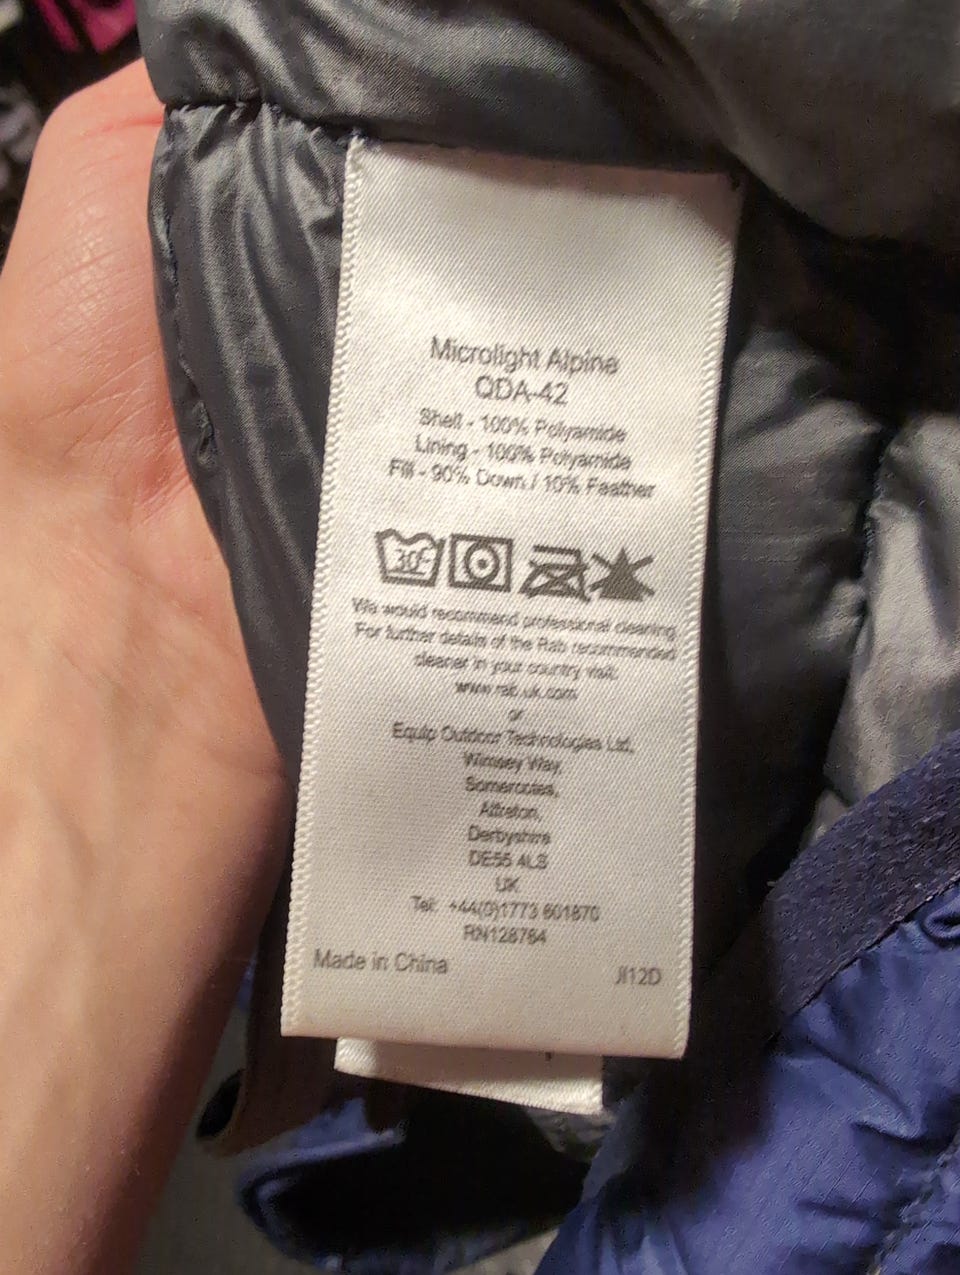 Microlight Alpine
QDA-42
Shell - 100% Polyamide
Lining - 100% Polyamide
Fill - 90% Down / 10% Feather
30°
We would recommend professional cleaning
For further details of the Rab recommended
cleaner in your country visit:
www.rab.uk.com
or
Equip Outdoor Technologies Ltd,
Wimsey Way,
Somercotes,
Alfreton,
Derbyshire
DE55 4LS
UK
Tel: +44(0)1773 601870
RN128764
Made in China
JI12D